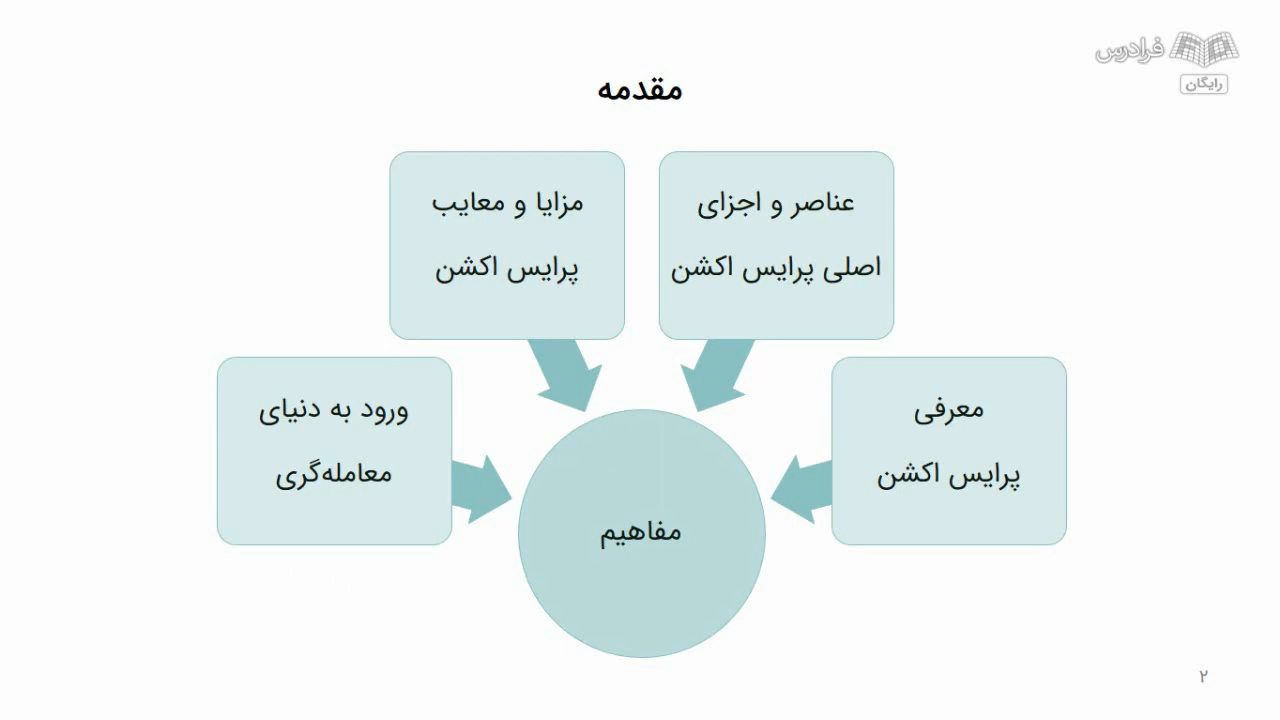 فرادرس
رایگان
مقدمه
عناصر و اجزای
اصلی پرایس اکشن
مزایا و معایب
پرایس اکشن
معرفی
پرایس اکشن
ورود به دنیای
معامله‌گری
مفاهیم
۲